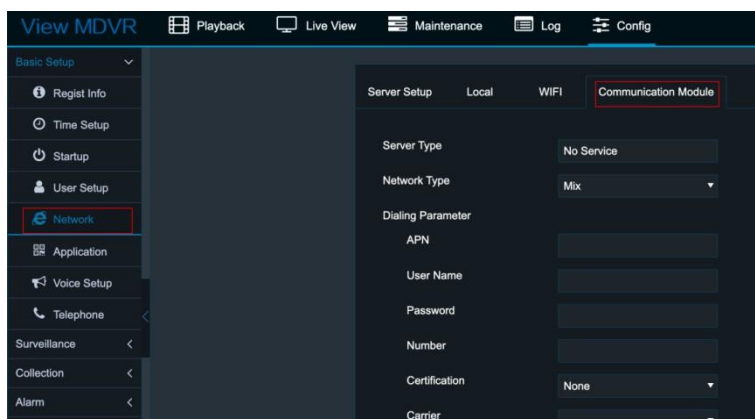 View MDVR Playback Live View Maintenance Log Config
Basic Setup
Regist Info
Time Setup
Startup
User Setup
Network
Application
Voice Setup
Telephone
Surveillance
Collection
Alarm
Server Setup Local WIFI Communication Module
Server Type No Service
Network Type Mix
Dialing Parameter
APN
User Name
Password
Number
Certification None
Carrier